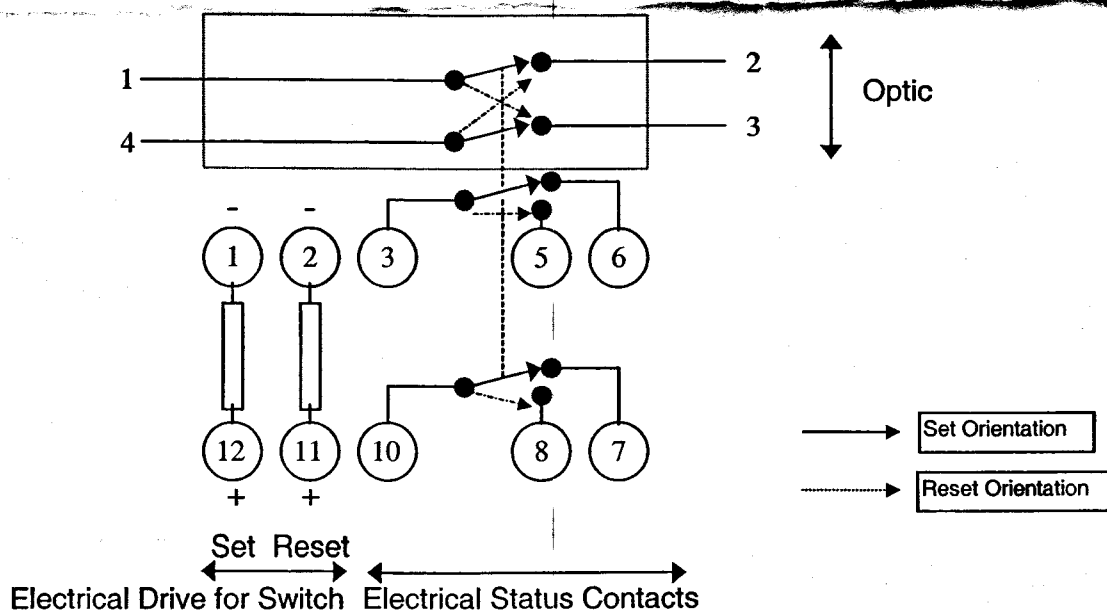 1 2
Optic
4 3
- -
1 2 3 5 6
12 11 10 8 7
+ +
Set Orientation
Reset Orientation
Set Reset
Electrical Drive for Switch Electrical Status Contacts